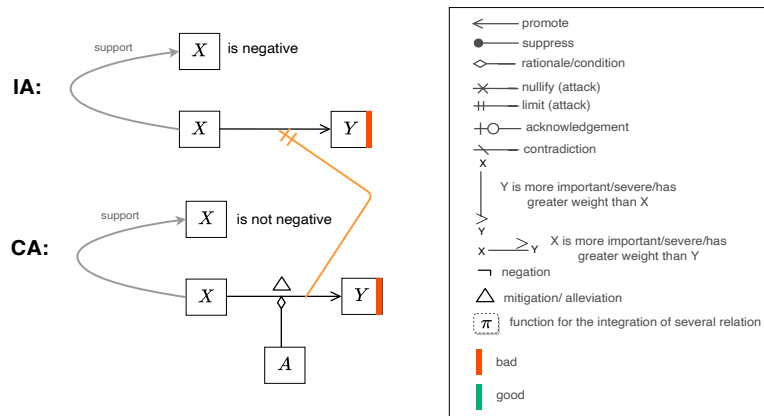 support
X
is negative
IA:
X
Y
support
X
is not negative
CA:
X
Y
A
promote
suppress
rationale/condition
nullify (attack)
limit (attack)
acknowledgement
contradiction
X
Y is more important/severe/has
greater weight than X
Y
X
Y
X is more important/severe/has
greater weight than Y
negation
mitigation/ alleviation
π
function for the integration of several relation
bad
good